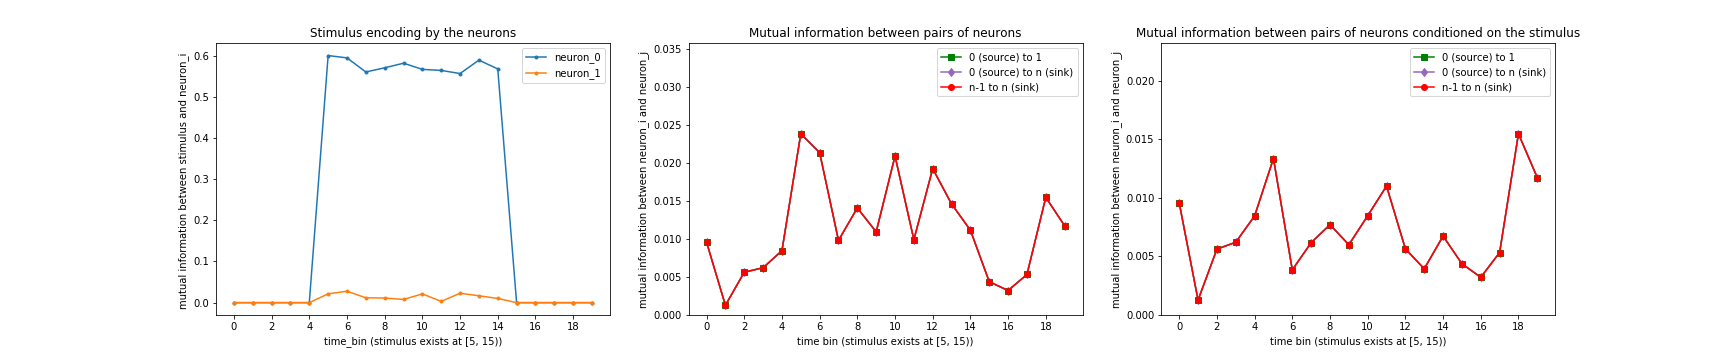 Stimulus encoding by the neurons
mutual information between stimulus and neuron_i
0.6
0.5
0.4
0.3
0.2
0.1
0.0
neuron_0
neuron_1
0 2 4 6 8 10 12 14 16 18
time_bin (stimulus exists at [5, 15))
Mutual information between pairs of neurons
mutual information between neuron_i and neuron_j
0.035
0.030
0.025
0.020
0.015
0.010
0.005
0.000
0 (source) to 1
0 (source) to n (sink)
n-1 to n (sink)
0 2 4 6 8 10 12 14 16 18
time bin (stimulus exists at [5, 15))
Mutual information between pairs of neurons conditioned on the stimulus
mutual information between neuron_i and neuron_j
0.020
0.015
0.010
0.005
0.000
0 (source) to 1
0 (source) to n (sink)
n-1 to n (sink)
0 2 4 6 8 10 12 14 16 18
time bin (stimulus exists at [5, 15))